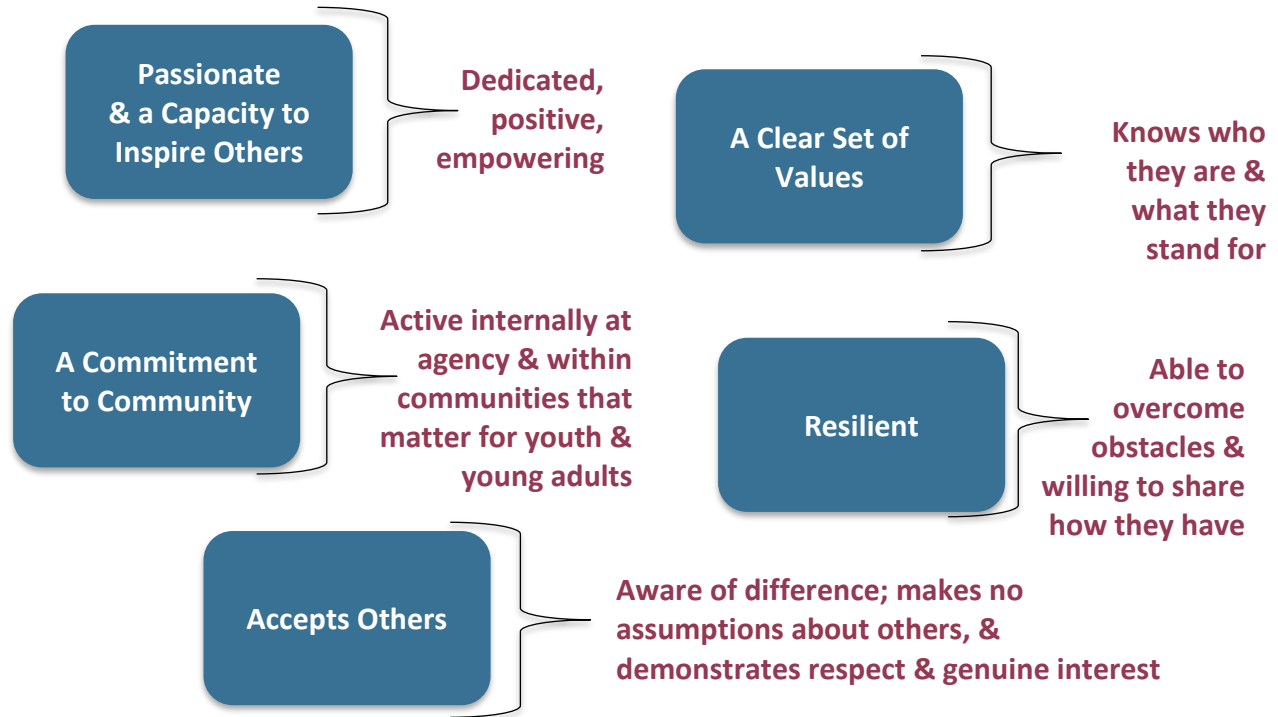 Passionate
& a Capacity to
Inspire Others
Dedicated,
positive,
empowering
A Clear Set of
Values
Knows who
they are &
what they
stand for
A Commitment
to Community
Active internally at
agency & within
communities that
matter for youth &
young adults
Resilient
Able to
overcome
obstacles &
willing to share
how they have
Accepts Others
Aware of difference; makes no
assumptions about others, &
demonstrates respect & genuine interest